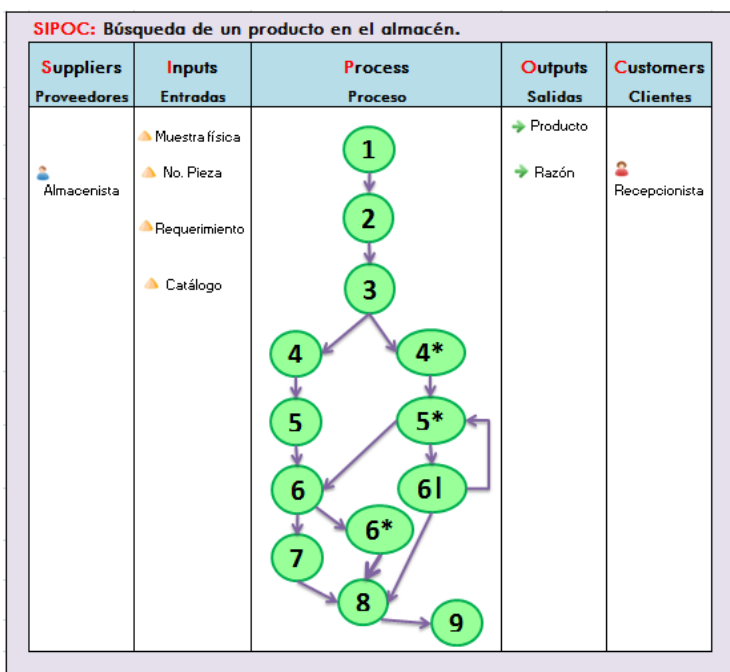 SIPOC: Búsqueda de un producto en el almacén.
Suppliers
Proveedores
Inputs
Entradas
Process
Proceso
Outputs
Salidas
Customers
Clientes
Almacenista
Muestra física
No. Pieza
Requerimiento
Catálogo
1
2
3
4
4*
5
5*
6
6|
6*
7
8
9
Producto
Razón
Recepcionista